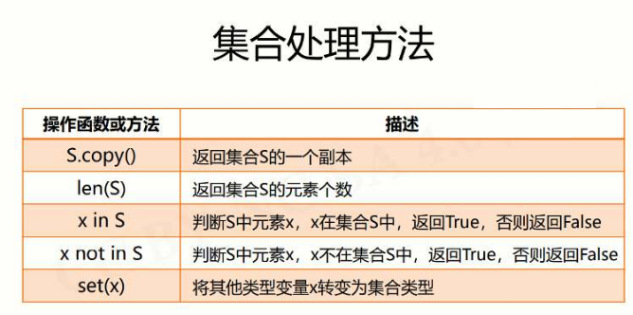 集合处理方法
操作函数或方法 描述
S.copy() 返回集合S的一个副本
len(S) 返回集合S的元素个数
x in S 判断S中元素x，x在集合S中，返回True，否则返回False
x not in S 判断S中元素x，x不在集合S中，返回True，否则返回False
set(x) 将其他类型变量x转变为集合类型